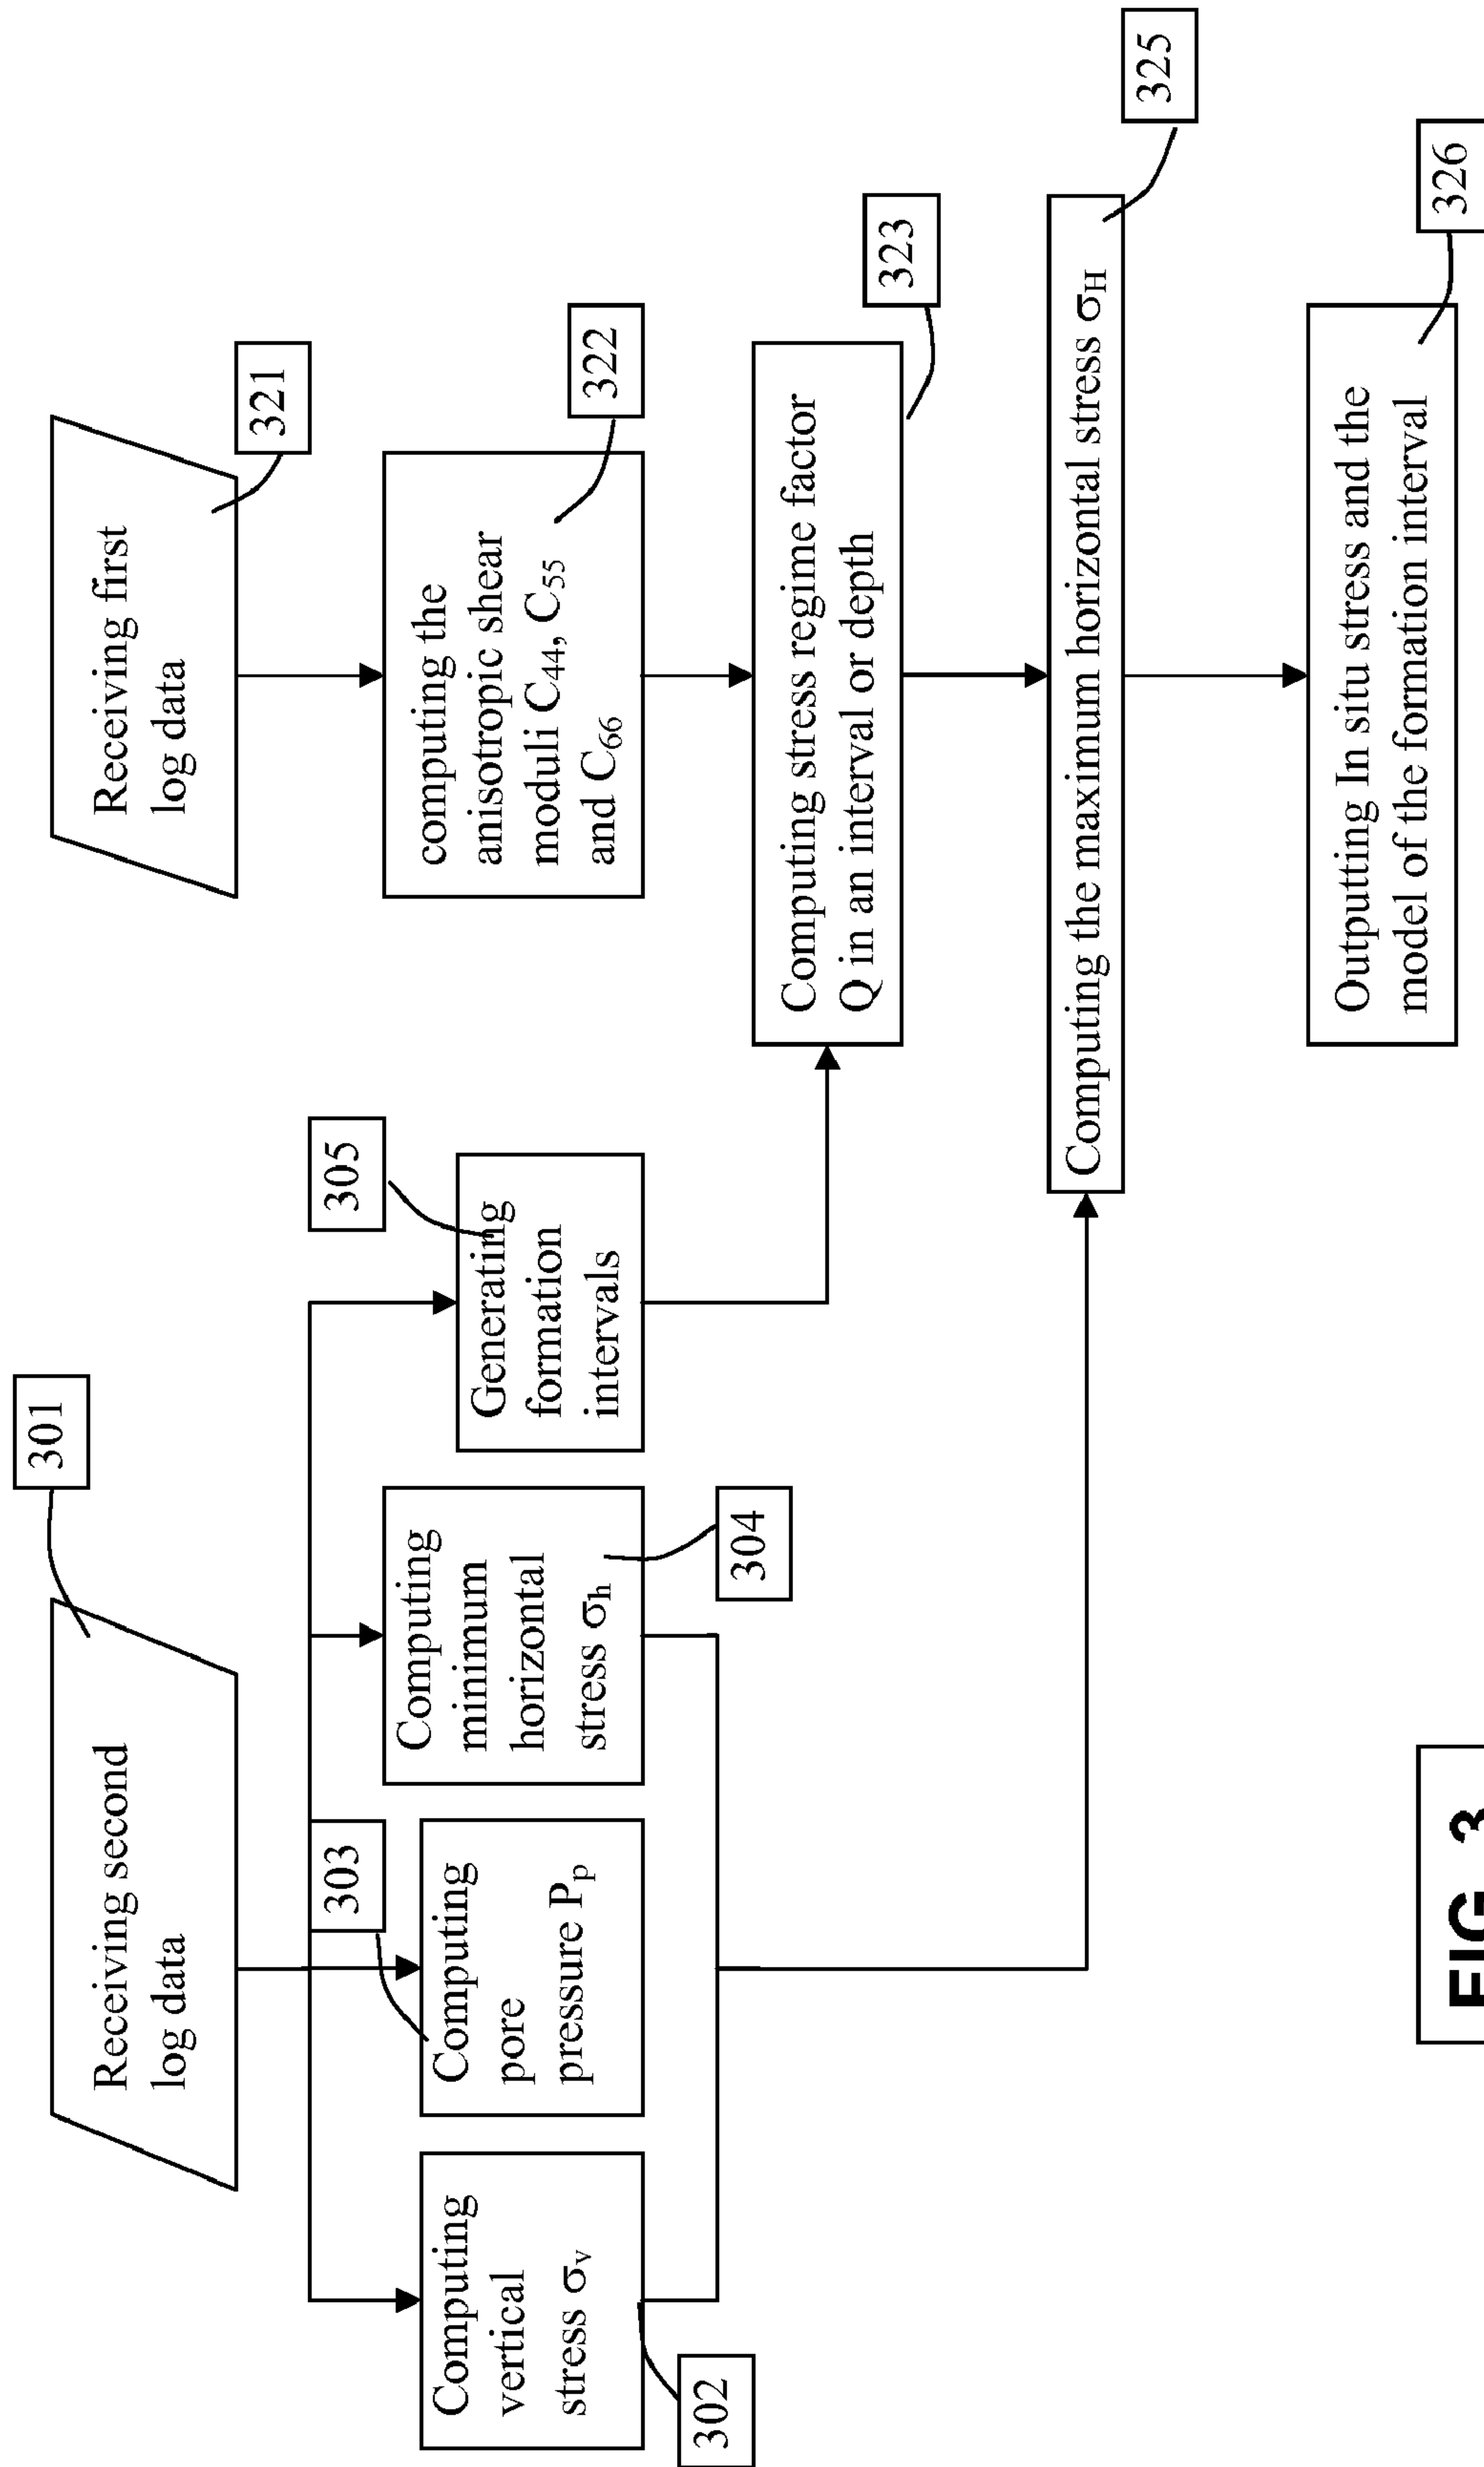 301
Receiving second
log data
Receiving first
log data
321
302
Computing
vertical
stress σv
303
Computing
pore
pressure Pp
Computing
minimum
horizontal
stress σh
304
305
Generating
formation
intervals
computing the
anisotropic shear
moduli C44, C55
and C66
322
Computing stress regime factor
Q in an interval or depth
323
Computing the maximum horizontal stress σH
325
Outputting In situ stress and the
model of the formation interval
326
FIG. 3